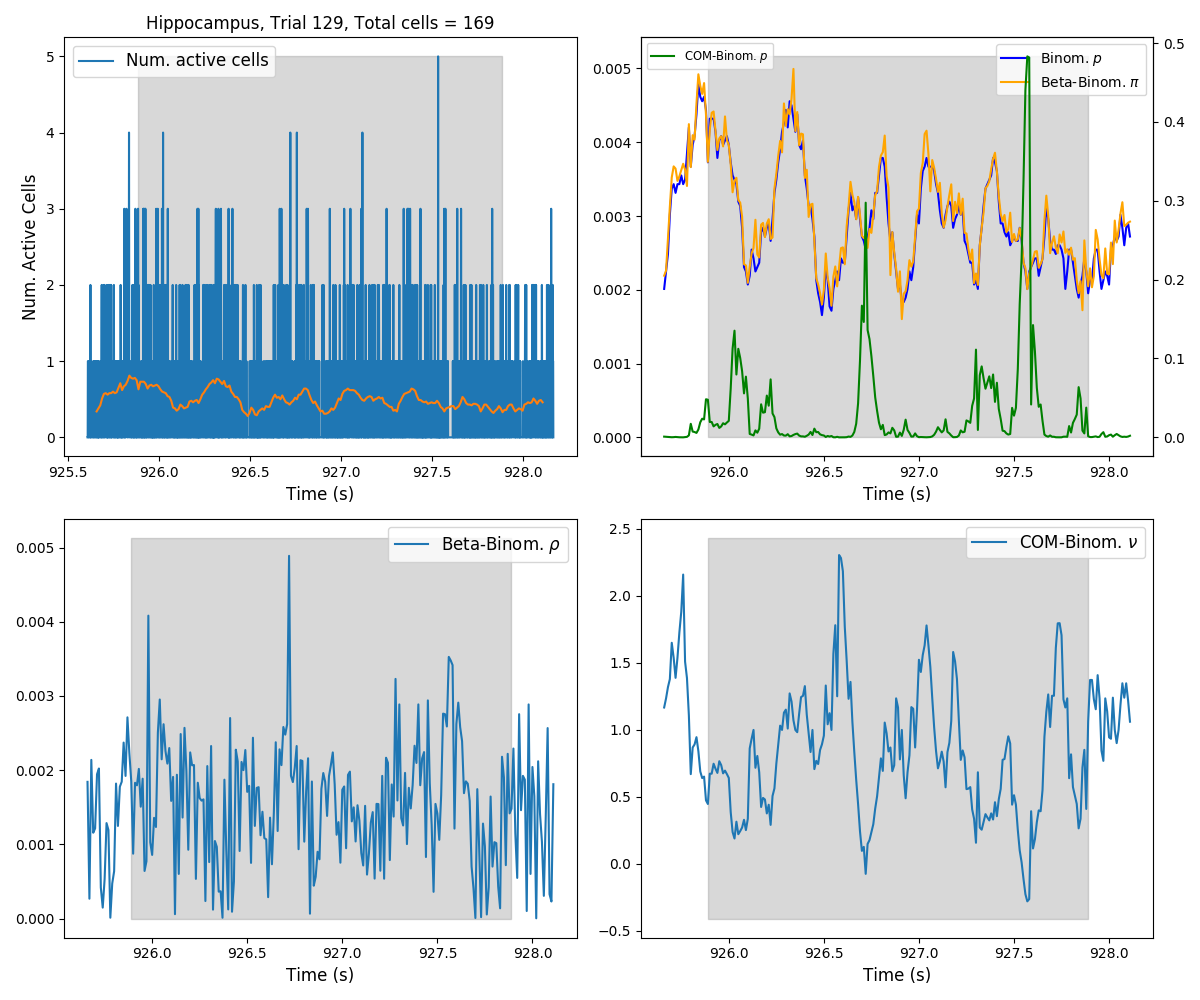 Hippocampus, Trial 129, Total cells = 169
Num. active cells
Num. Active Cells
5
4
3
2
1
0
925.5 926.0 926.5 927.0 927.5 928.0
Time (s)
COM-Binom. p
Binom. p
Beta-Binom. π
0.005
0.004
0.003
0.002
0.001
0.000
0.5
0.4
0.3
0.2
0.1
0.0
926.0 926.5 927.0 927.5 928.0
Time (s)
Beta-Binom. ρ
0.005
0.004
0.003
0.002
0.001
0.000
926.0 926.5 927.0 927.5 928.0
Time (s)
COM-Binom. ν
2.5
2.0
1.5
1.0
0.5
0.0
−0.5
926.0 926.5 927.0 927.5 928.0
Time (s)